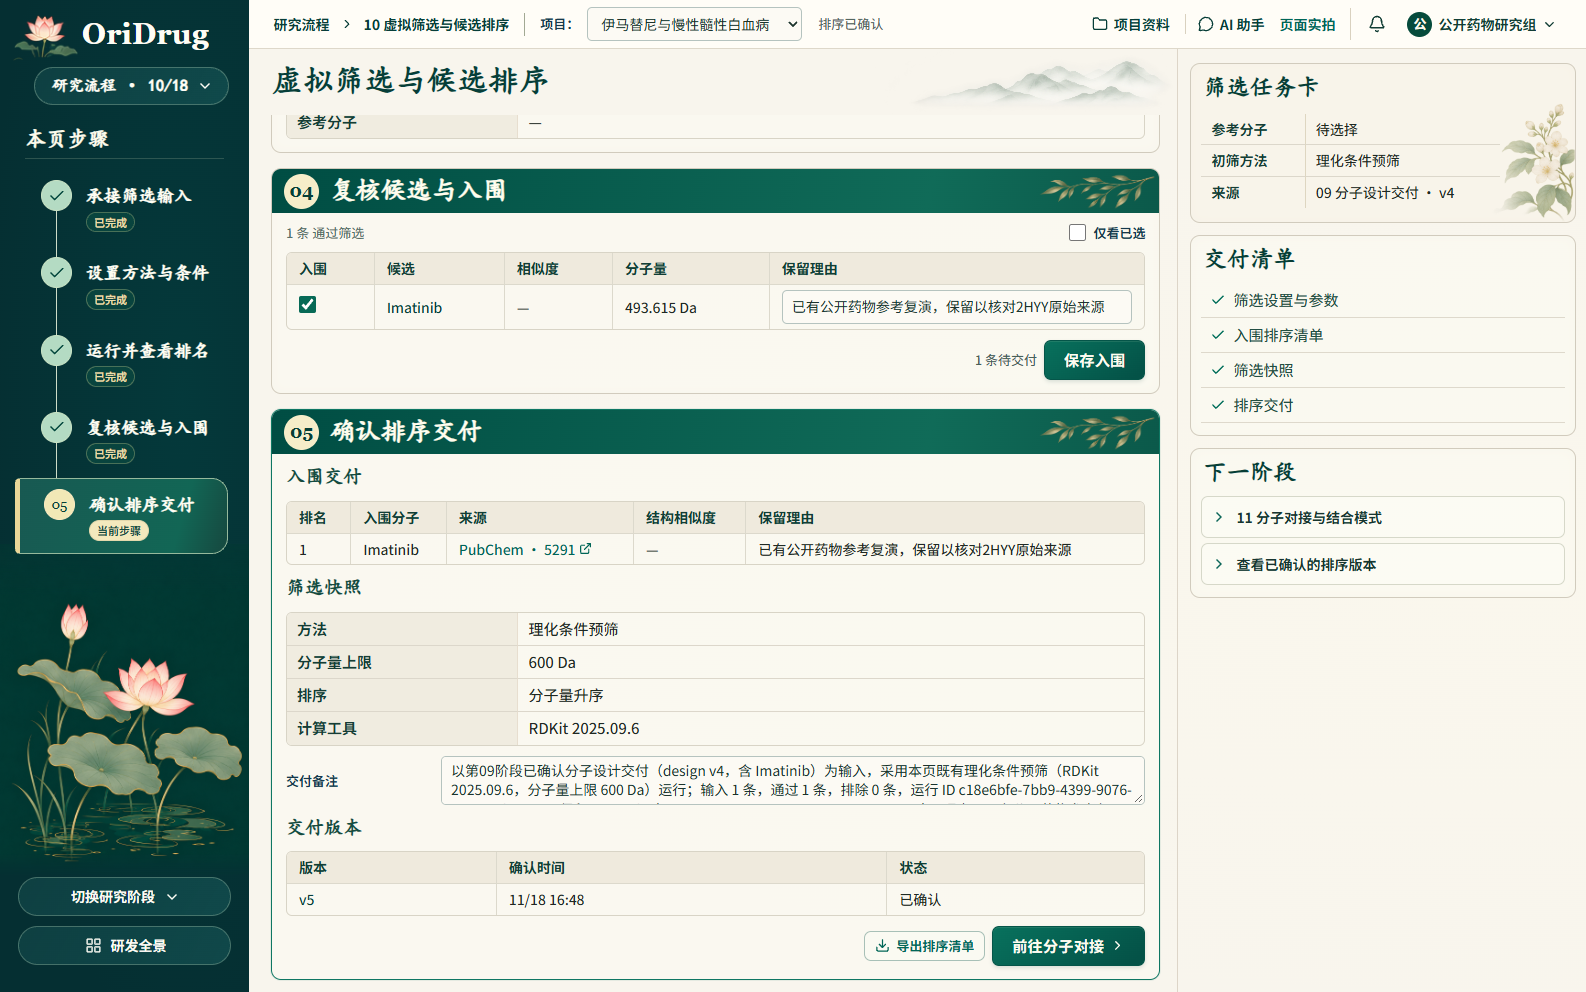 OriDrug
研究流程 • 10/18
本页步骤
承接筛选输入
已完成
设置方法与条件
已完成
运行并查看排名
已完成
复核候选与入围
已完成
05 确认排序交付
当前步骤
切换研究阶段
研发全景
研究流程 > 10 虚拟筛选与候选排序 项目： 伊马替尼与慢性髓性白血病 排序已确认
项目资料 AI 助手 页面实拍 公 公开药物研究组
虚拟筛选与候选排序
参考分子 —
04 复核候选与入围
1 条 通过筛选 仅看已选
入围 候选 相似度 分子量 保留理由
Imatinib — 493.615 Da 已有公开药物参考复演，保留以核对2HYY原始来源
1 条待交付 保存入围
05 确认排序交付
入围交付
排名 入围分子 来源 结构相似度 保留理由
1 Imatinib PubChem · 5291 — 已有公开药物参考复演，保留以核对2HYY原始来源
筛选快照
方法 理化条件预筛
分子量上限 600 Da
排序 分子量升序
计算工具 RDKit 2025.09.6
交付备注 以第09阶段已确认分子设计交付（design v4，含 Imatinib）为输入，采用本页既有理化条件预筛（RDKit
2025.09.6，分子量上限 600 Da）运行；输入 1 条，通过 1 条，排除 0 条，运行 ID c18e6bfe-7bb9-4399-9076-
交付版本
版本 确认时间 状态
v5 11/18 16:48 已确认
导出排序清单 前往分子对接 >
筛选任务卡
参考分子 待选择
初筛方法 理化条件预筛
来源 09 分子设计交付 · v4
交付清单
筛选设置与参数
入围排序清单
筛选快照
排序交付
下一阶段
11 分子对接与结合模式
查看已确认的排序版本